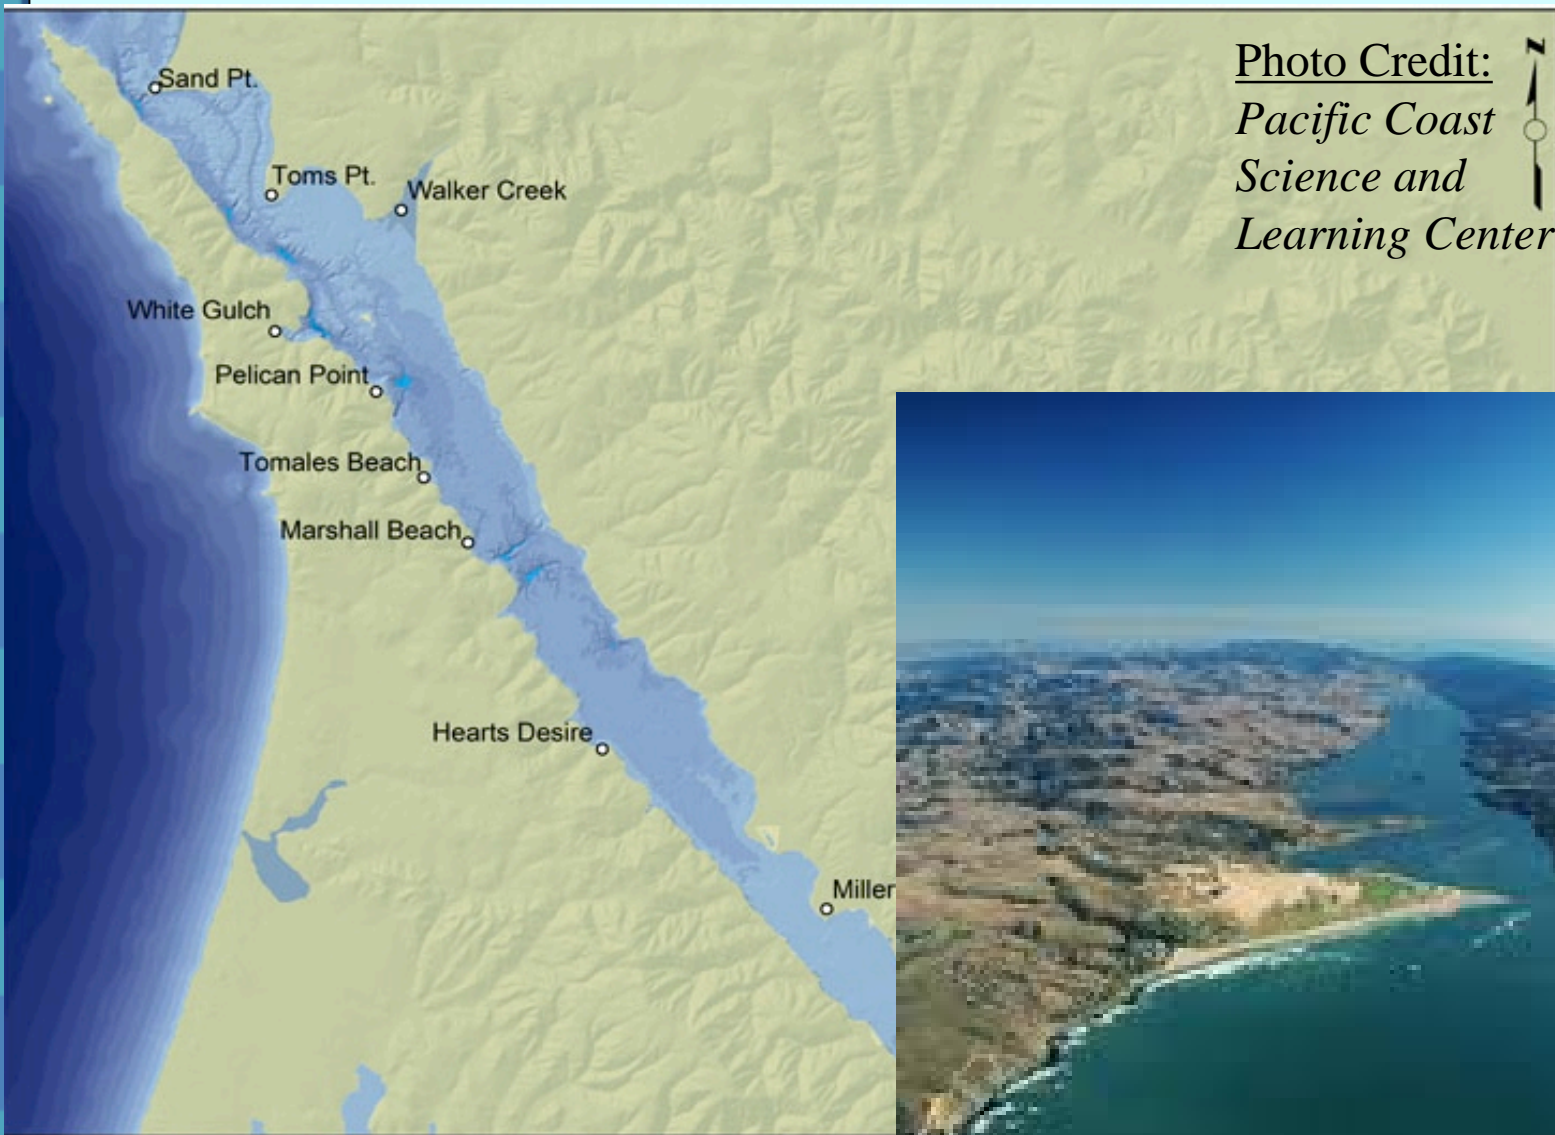 Photo Credit:
Pacific Coast
Science and
Learning Center
N
Sand Pt.
Toms Pt.
Walker Creek
White Gulch
Pelican Point
Tomales Beach
Marshall Beach
Hearts Desire
Miller